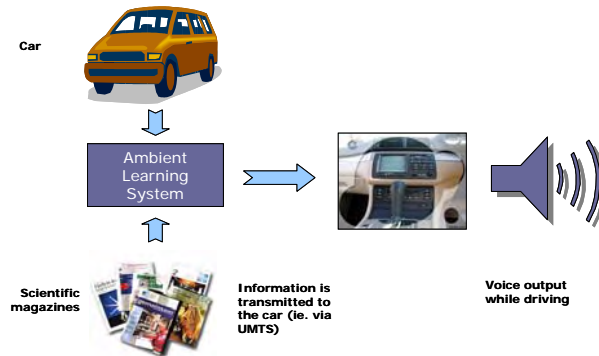 Car
Ambient
Learning
System
Scientific
magazines
Information is
transmitted to
the car (ie. via
UMTS)
Voice output
while driving